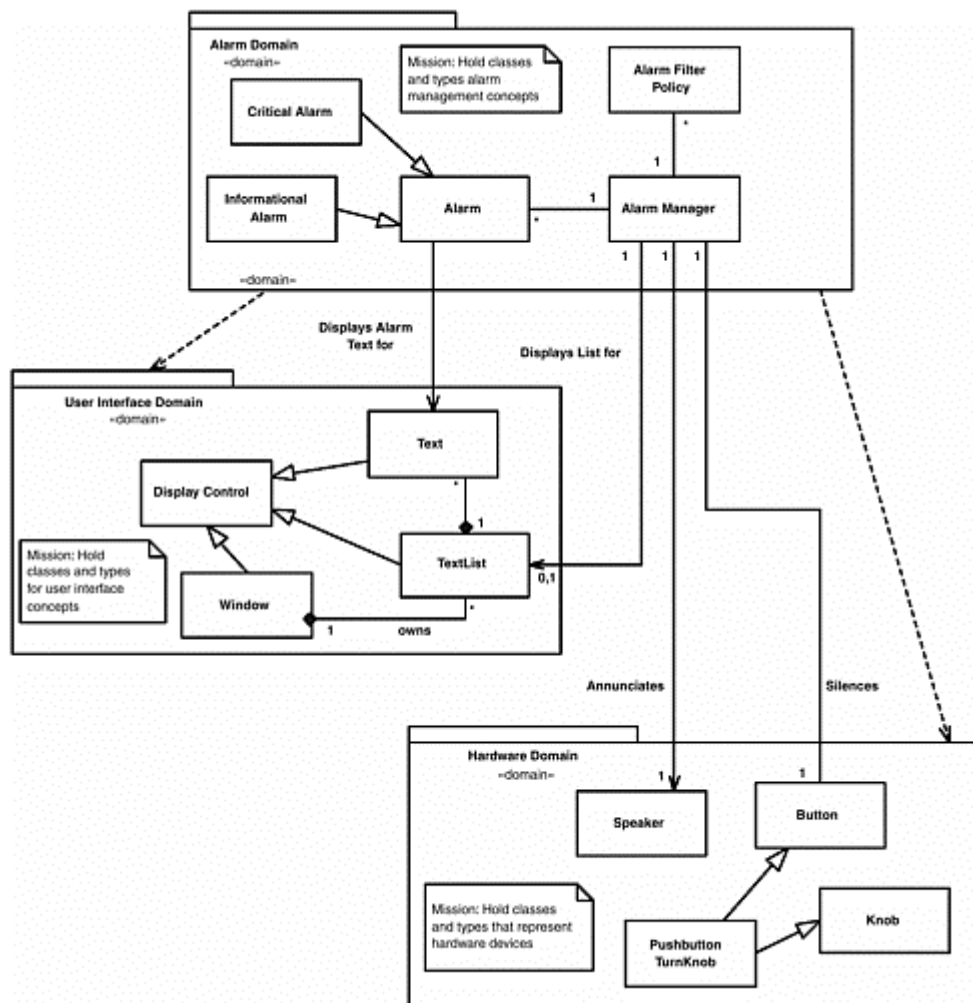 Alarm Domain
«domain»
Mission: Hold classes
and types alarm
management concepts
Alarm Filter
Policy
Critical Alarm
*
1
Informational
Alarm
Alarm
1
*
Alarm Manager
1
1
1
«domain»
Displays Alarm
Text for
Displays List for
User Interface Domain
«domain»
Text
Display Control
*
1
Mission: Hold
classes and types
for user interface
concepts
TextList
0,1
Window
*
1
owns
Annunciates
Silences
Hardware Domain
«domain»
1
1
Speaker
Button
Mission: Hold classes
and types that represent
hardware devices
Knob
Pushbutton
TurnKnob